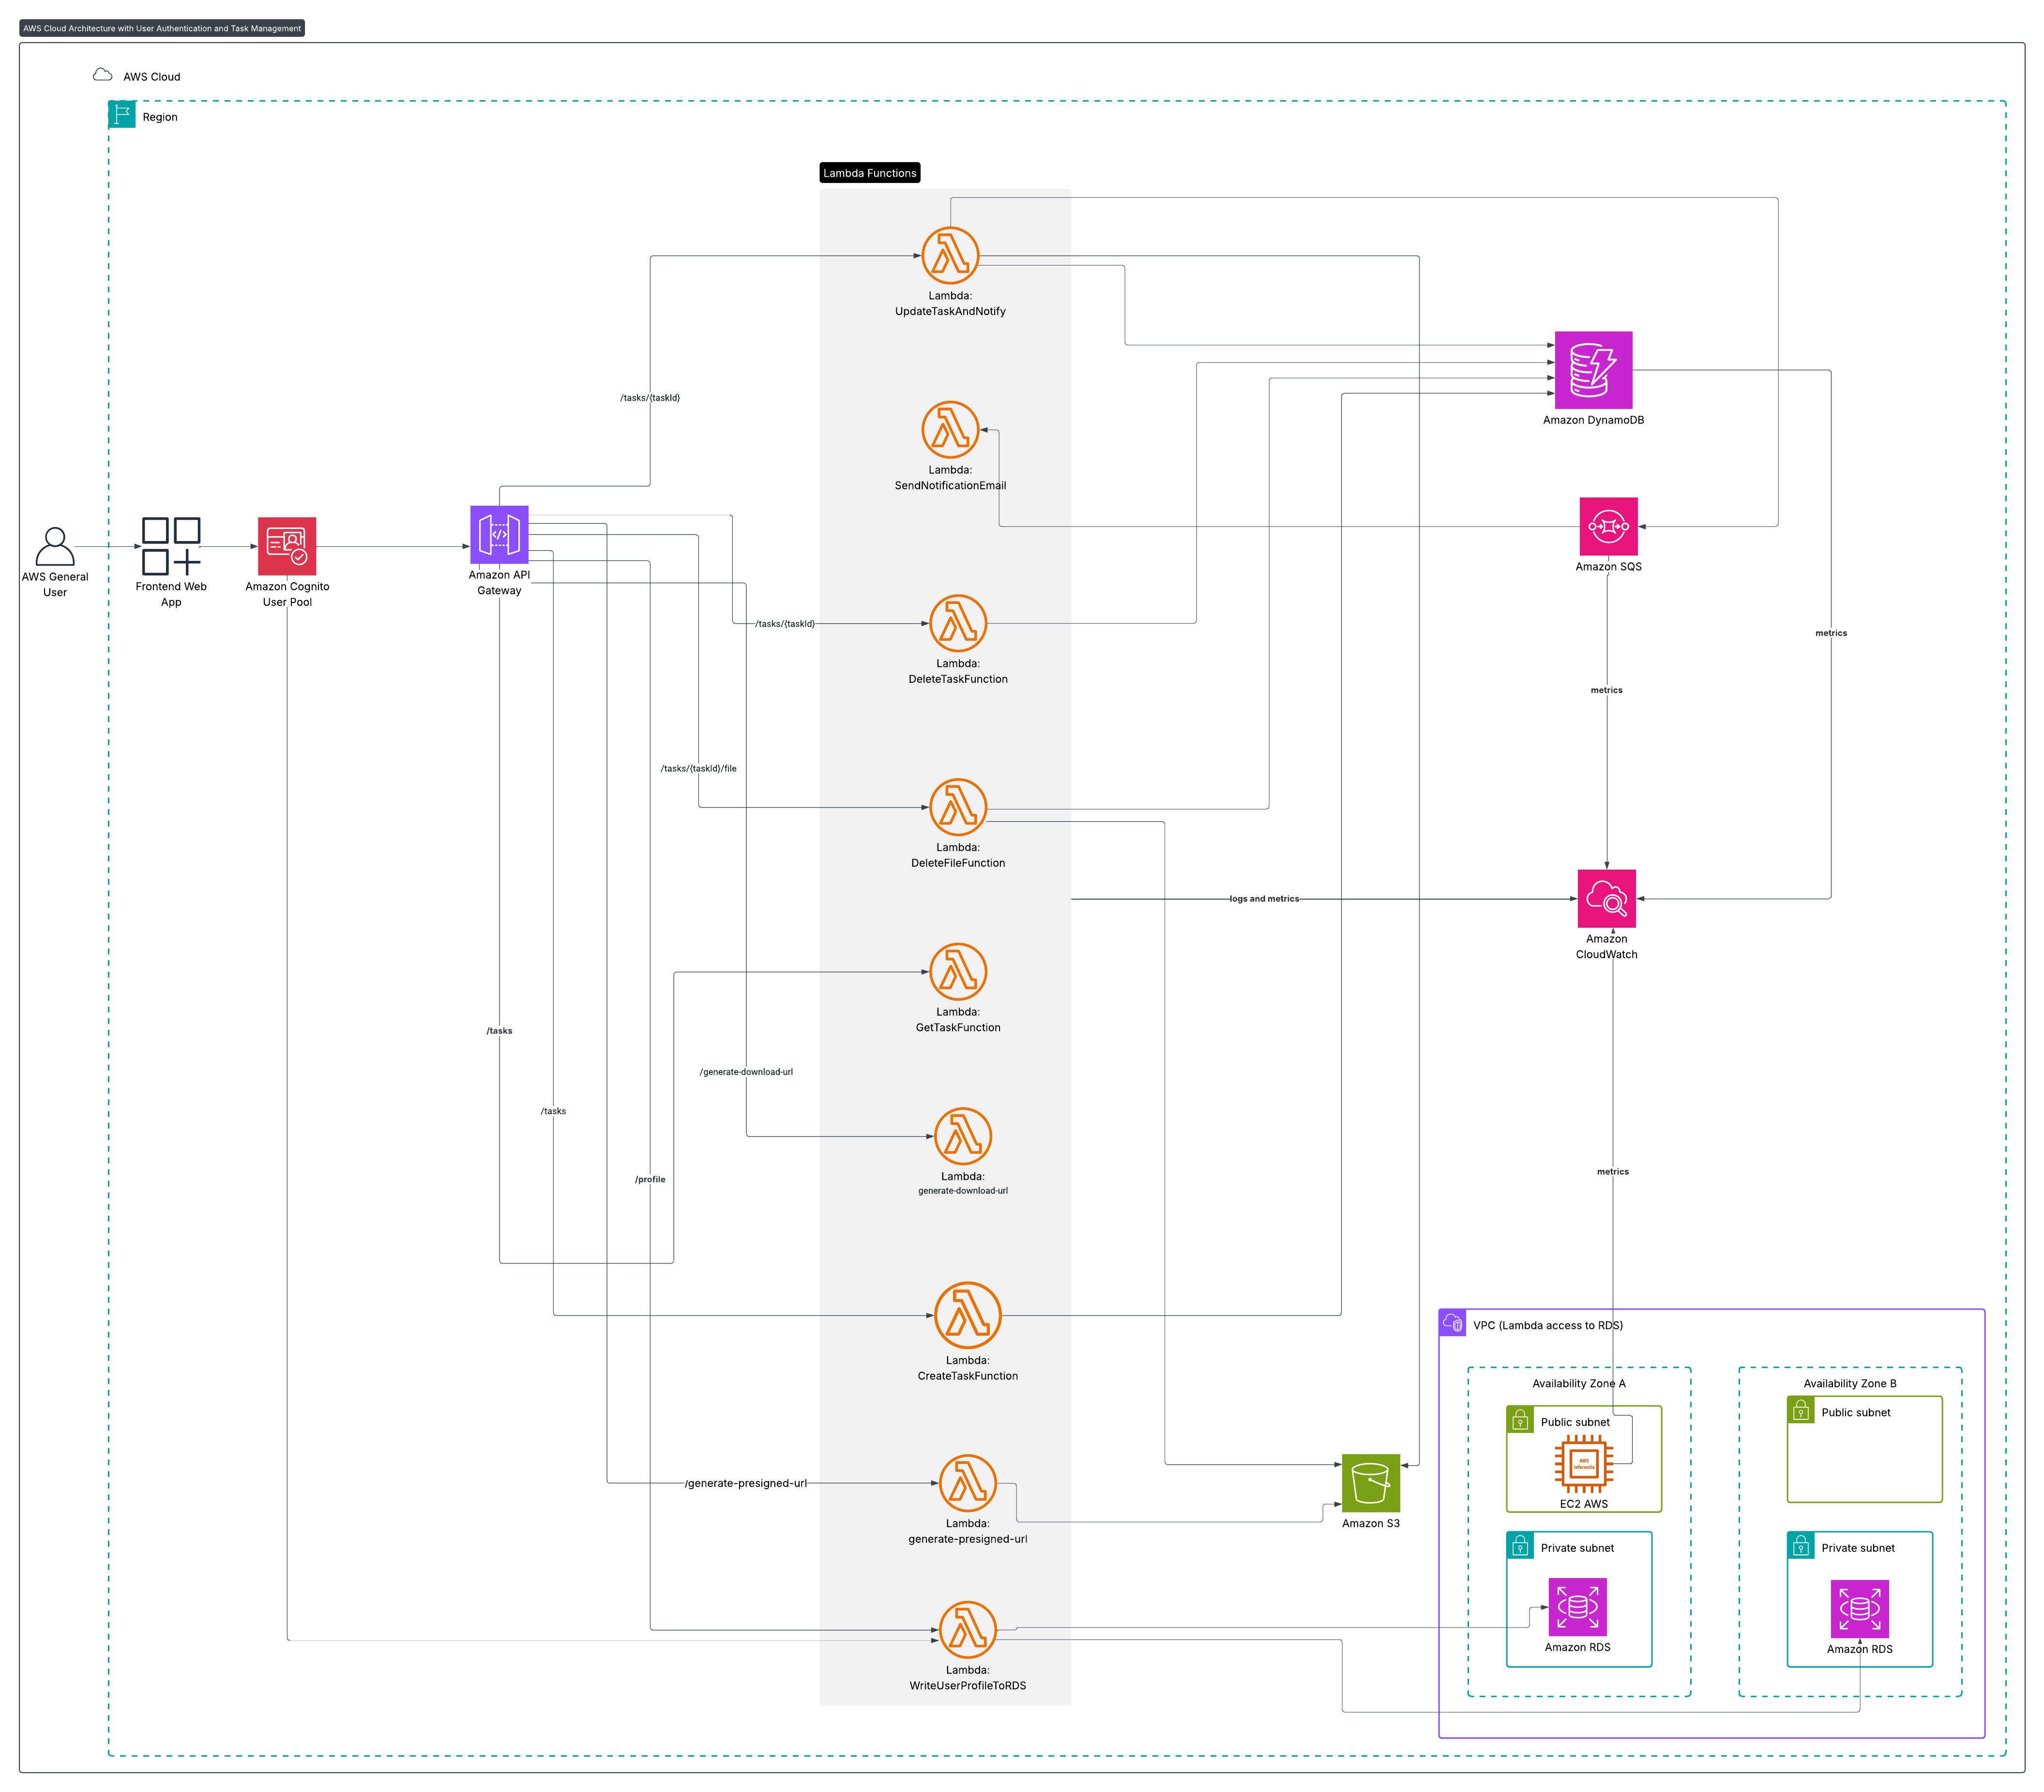 AWS Cloud Architecture with User Authentication and Task Management
AWS Cloud
Region
Lambda Functions
Lambda:
UpdateTaskAndNotify
/tasks/{taskId}
Amazon DynamoDB
Lambda:
SendNotificationEmail
AWS General
User
Frontend Web
App
Amazon Cognito
User Pool
Amazon API
Gateway
Amazon SQS
/tasks/{taskId}
metrics
Lambda:
DeleteTaskFunction
metrics
/tasks/{taskId}/file
Lambda:
DeleteFileFunction
logs and metrics
Amazon
CloudWatch
Lambda:
GetTaskFunction
/tasks
/generate-download-url
/tasks
Lambda:
generate-download-url
/profile
metrics
Lambda:
CreateTaskFunction
VPC (Lambda access to RDS)
Availability Zone A
Availability Zone B
Public subnet
Public subnet
AWS
Inferentia
EC2 AWS
/generate-presigned-url
Lambda:
generate-presigned-url
Amazon S3
Private subnet
Private subnet
Amazon RDS
Amazon RDS
Lambda:
WriteUserProfileToRDS